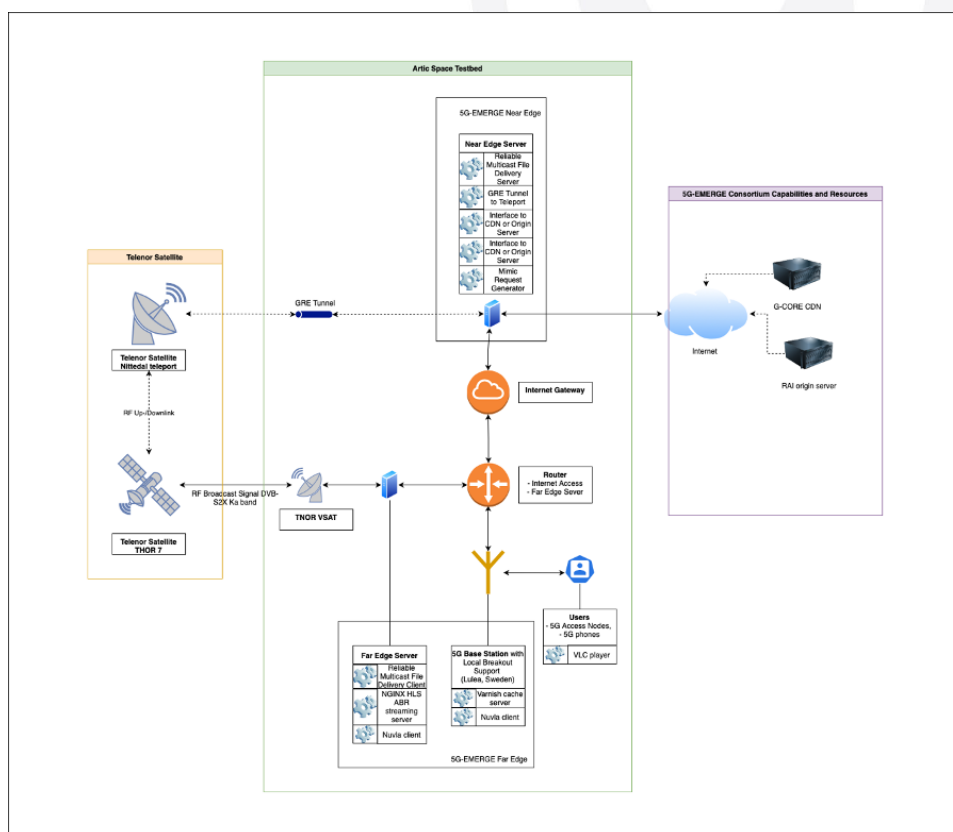 Artic Space Testbed
5G-EMERGE Near Edge
Near Edge Server
Reliable
Multicast File
Delivery
Server
GRE Tunnel
to Teleport
Interface to
CDN or Origin
Server
Interface to
CDN or Origin
Server
Mimic
Request
Generator
5G-EMERGE Consortium Capabilities and Resources
G-CORE CDN
Internet
RAI origin server
Telenor Satellite
GRE Tunnel
Telenor Satellite
Nittedal teleport
RF Up-/Downlink
Internet Gateway
Router
- Internet Access
- Far Edge Sever
RF Broadcast Signal DVB-
S2X Ka band
TNOR VSAT
Telenor Satellite
THOR 7
Users
- 5G Access Nodes,
- 5G phones
VLC player
Far Edge Server
Reliable
Multicast File
Delivery Client
NGINX HLS
ABR
streaming
server
Nuvla client
5G Base Station with
Local Breakout
Support
(Lulea, Sweden)
Varnish cache
server
Nuvla client
5G-EMERGE Far Edge